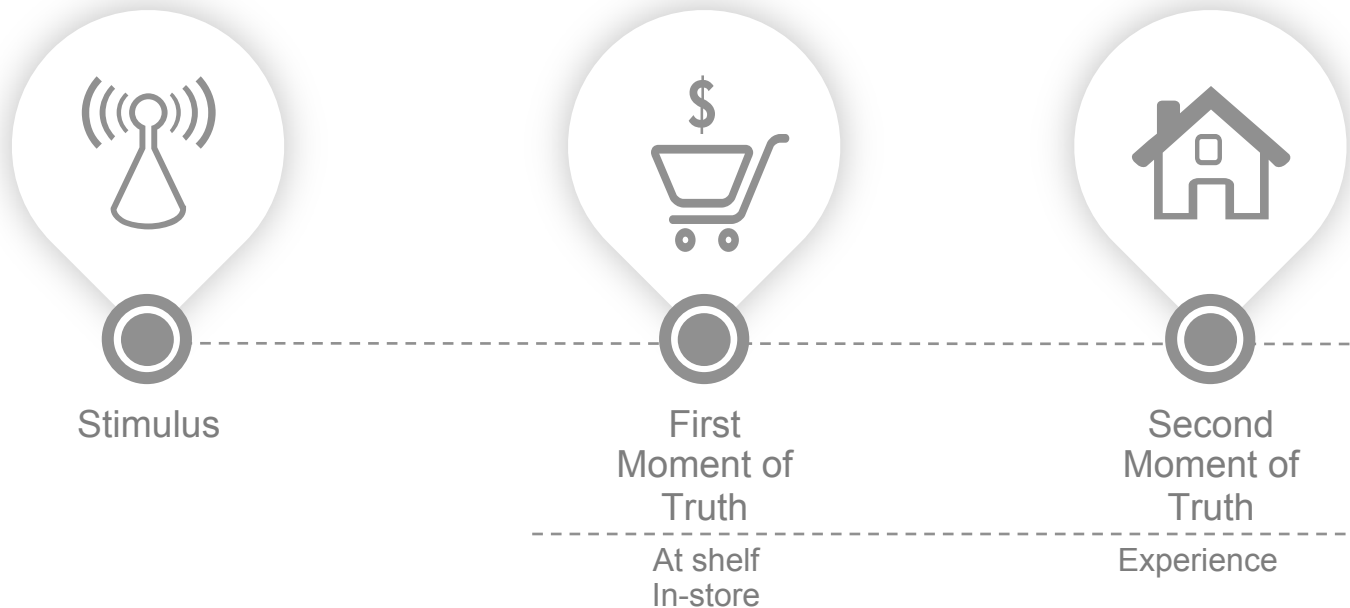 $
Stimulus
First
Moment of
Truth
At shelf
In-store
Second
Moment of
Truth
Experience